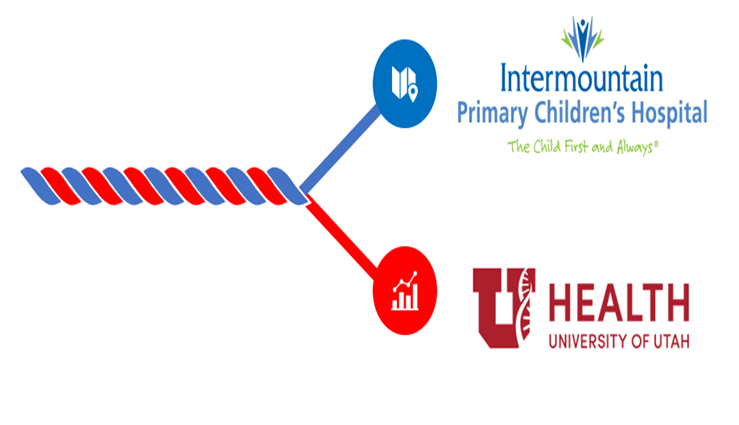 Intermountain
Primary Children's Hospital
The Child First and Always®
U HEALTH
UNIVERSITY OF UTAH